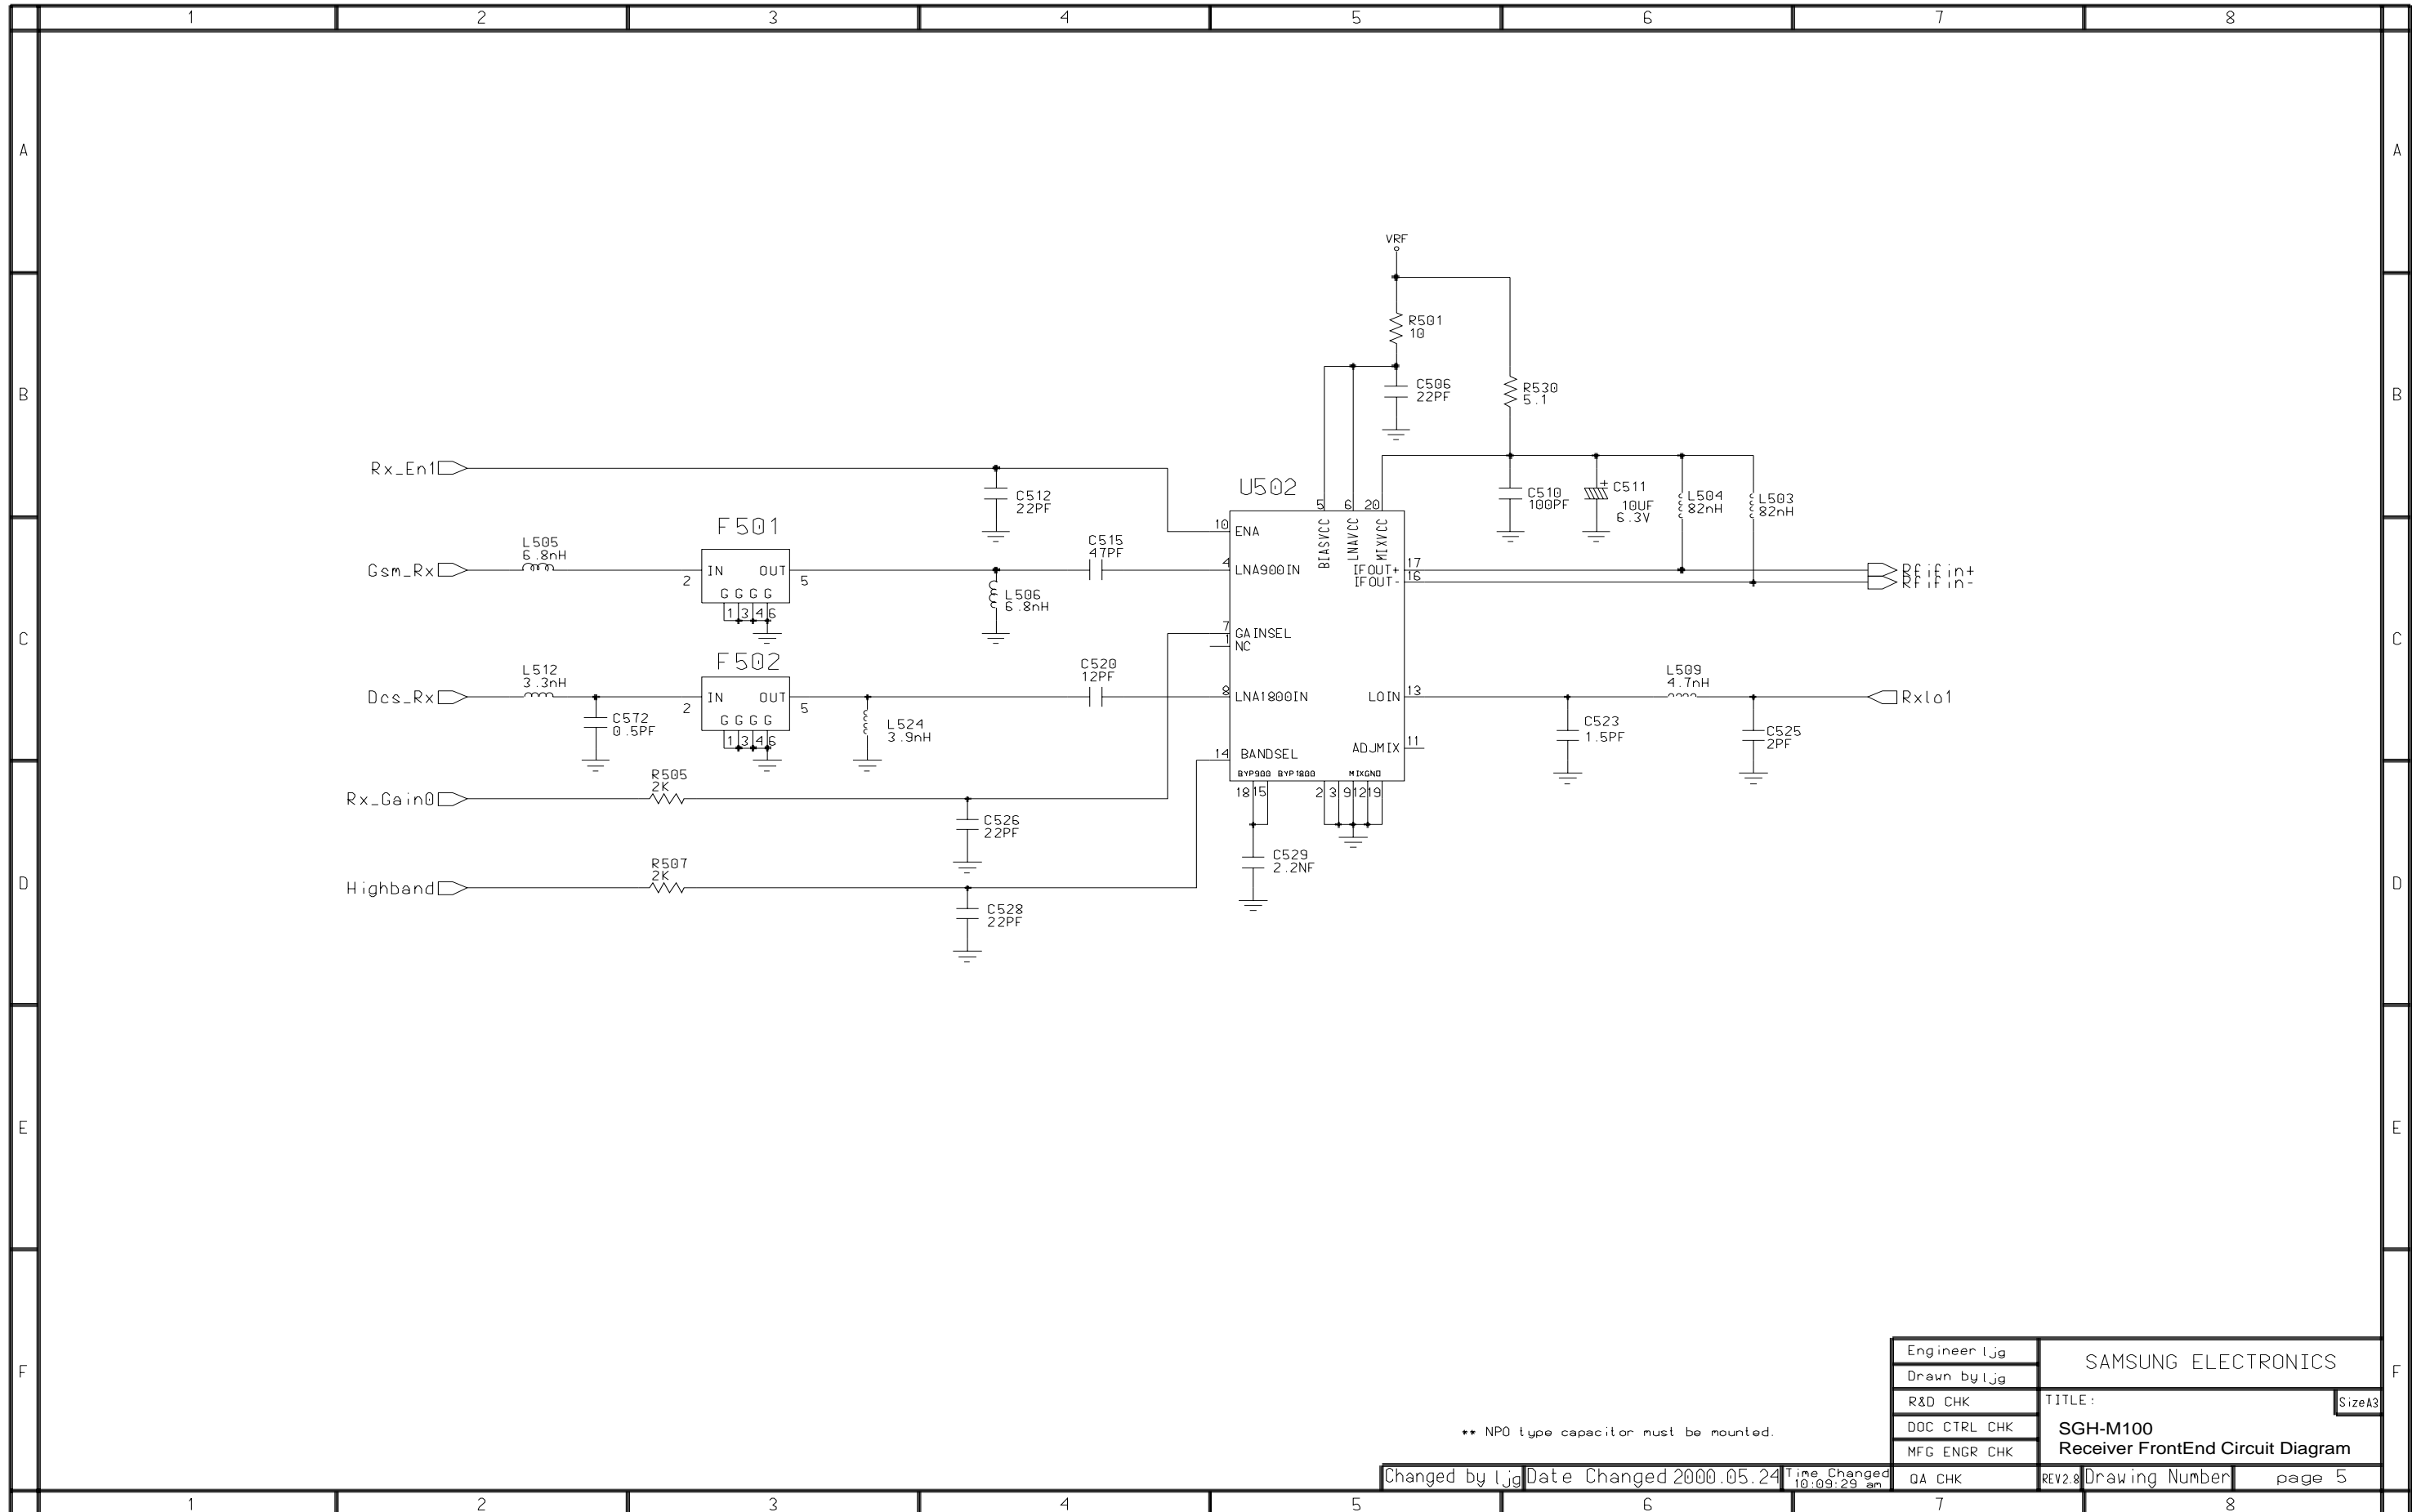 1 2 3 4 5 6 7 8
A A
VRF
R501
10
B B
C506
22PF
R530
5.1
Rx_En1
C512
22PF
U502
5 6 20
C510
100PF
+ C511
10UF
6.3V
L504
82nH
L503
82nH
10 ENA
BIASVCC
LNAVCC
MIXVCC
F501
L505
6.8nH
C515
47PF
Gsm_Rx
2 IN OUT 5
G G G G
1 3 4 6
L506
6.8nH
4 LNA900IN
IFOUT+ 17
IFOUT- 16
Rfifin+
Rfifin-
C C
7 GAINSEL
1 NC
F502
L512
3.3nH
C520
12PF
L509
4.7nH
Dcs_Rx
2 IN OUT 5
G G G G
1 3 4 6
8 LNA1800IN
LOIN 13
Rxlo1
C572
0.5PF
L524
3.9nH
C523
1.5PF
C525
2PF
14 BANDSEL
ADJMIX 11
BYP900 BYP1800 MIXGND
18 15 2 3 9 12 19
R505
2K
Rx_Gain0
C526
22PF
C529
2.2NF
R507
2K
D D
Highband
C528
22PF
E E
F F
Engineer ljg
Drawn by ljg
R&D CHK
DOC CTRL CHK
MFG ENGR CHK
QA CHK
SAMSUNG ELECTRONICS
TITLE:
SizeA3
SGH-M100
Receiver FrontEnd Circuit Diagram
** NPO type capacitor must be mounted.
Changed by ljg Date Changed 2000.05.24 Time Changed
10:09:29 am
REV2.8 Drawing Number page 5
1 2 3 4 5 6 7 8